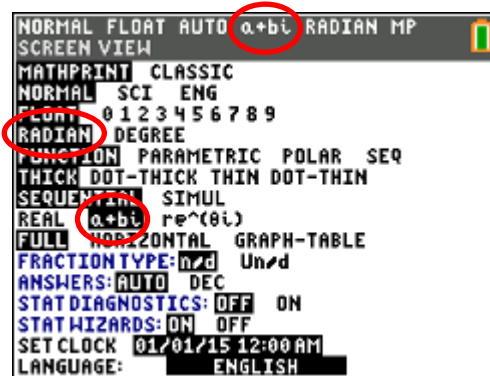 NORMAL FLOAT AUTO a+bi RADIAN MP
SCREEN VIEW
MATHPRINT CLASSIC
NORMAL SCI ENG
FLOAT 0 1 2 3 4 5 6 7 8 9
RADIAN DEGREE
FUNCTION PARAMETRIC POLAR SEQ
THICK DOT-THICK THIN DOT-THIN
SEQUENTIAL SIMUL
REAL a+bi re^(θi)
FULL HORIZONTAL GRAPH-TABLE
FRACTION TYPE: n/d Un/d
ANSWERS: AUTO DEC
STAT DIAGNOSTICS: OFF ON
STAT WIZARDS: ON OFF
SET CLOCK 01/01/15 12:00 AM
LANGUAGE: ENGLISH